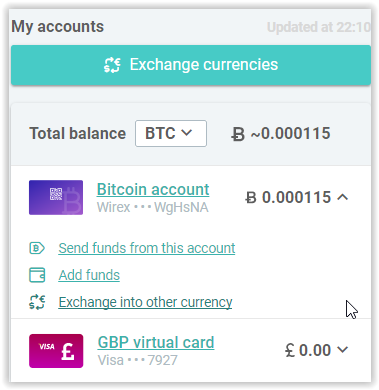 My accounts Updated at 22:10
Exchange currencies
Total balance BTC Ƀ ~0.000115
Bitcoin account Ƀ 0.000115
Wirex • • • WgHsNA
Send funds from this account
Add funds
Exchange into other currency
VISA £ GBP virtual card £ 0.00
Visa • • • 7927